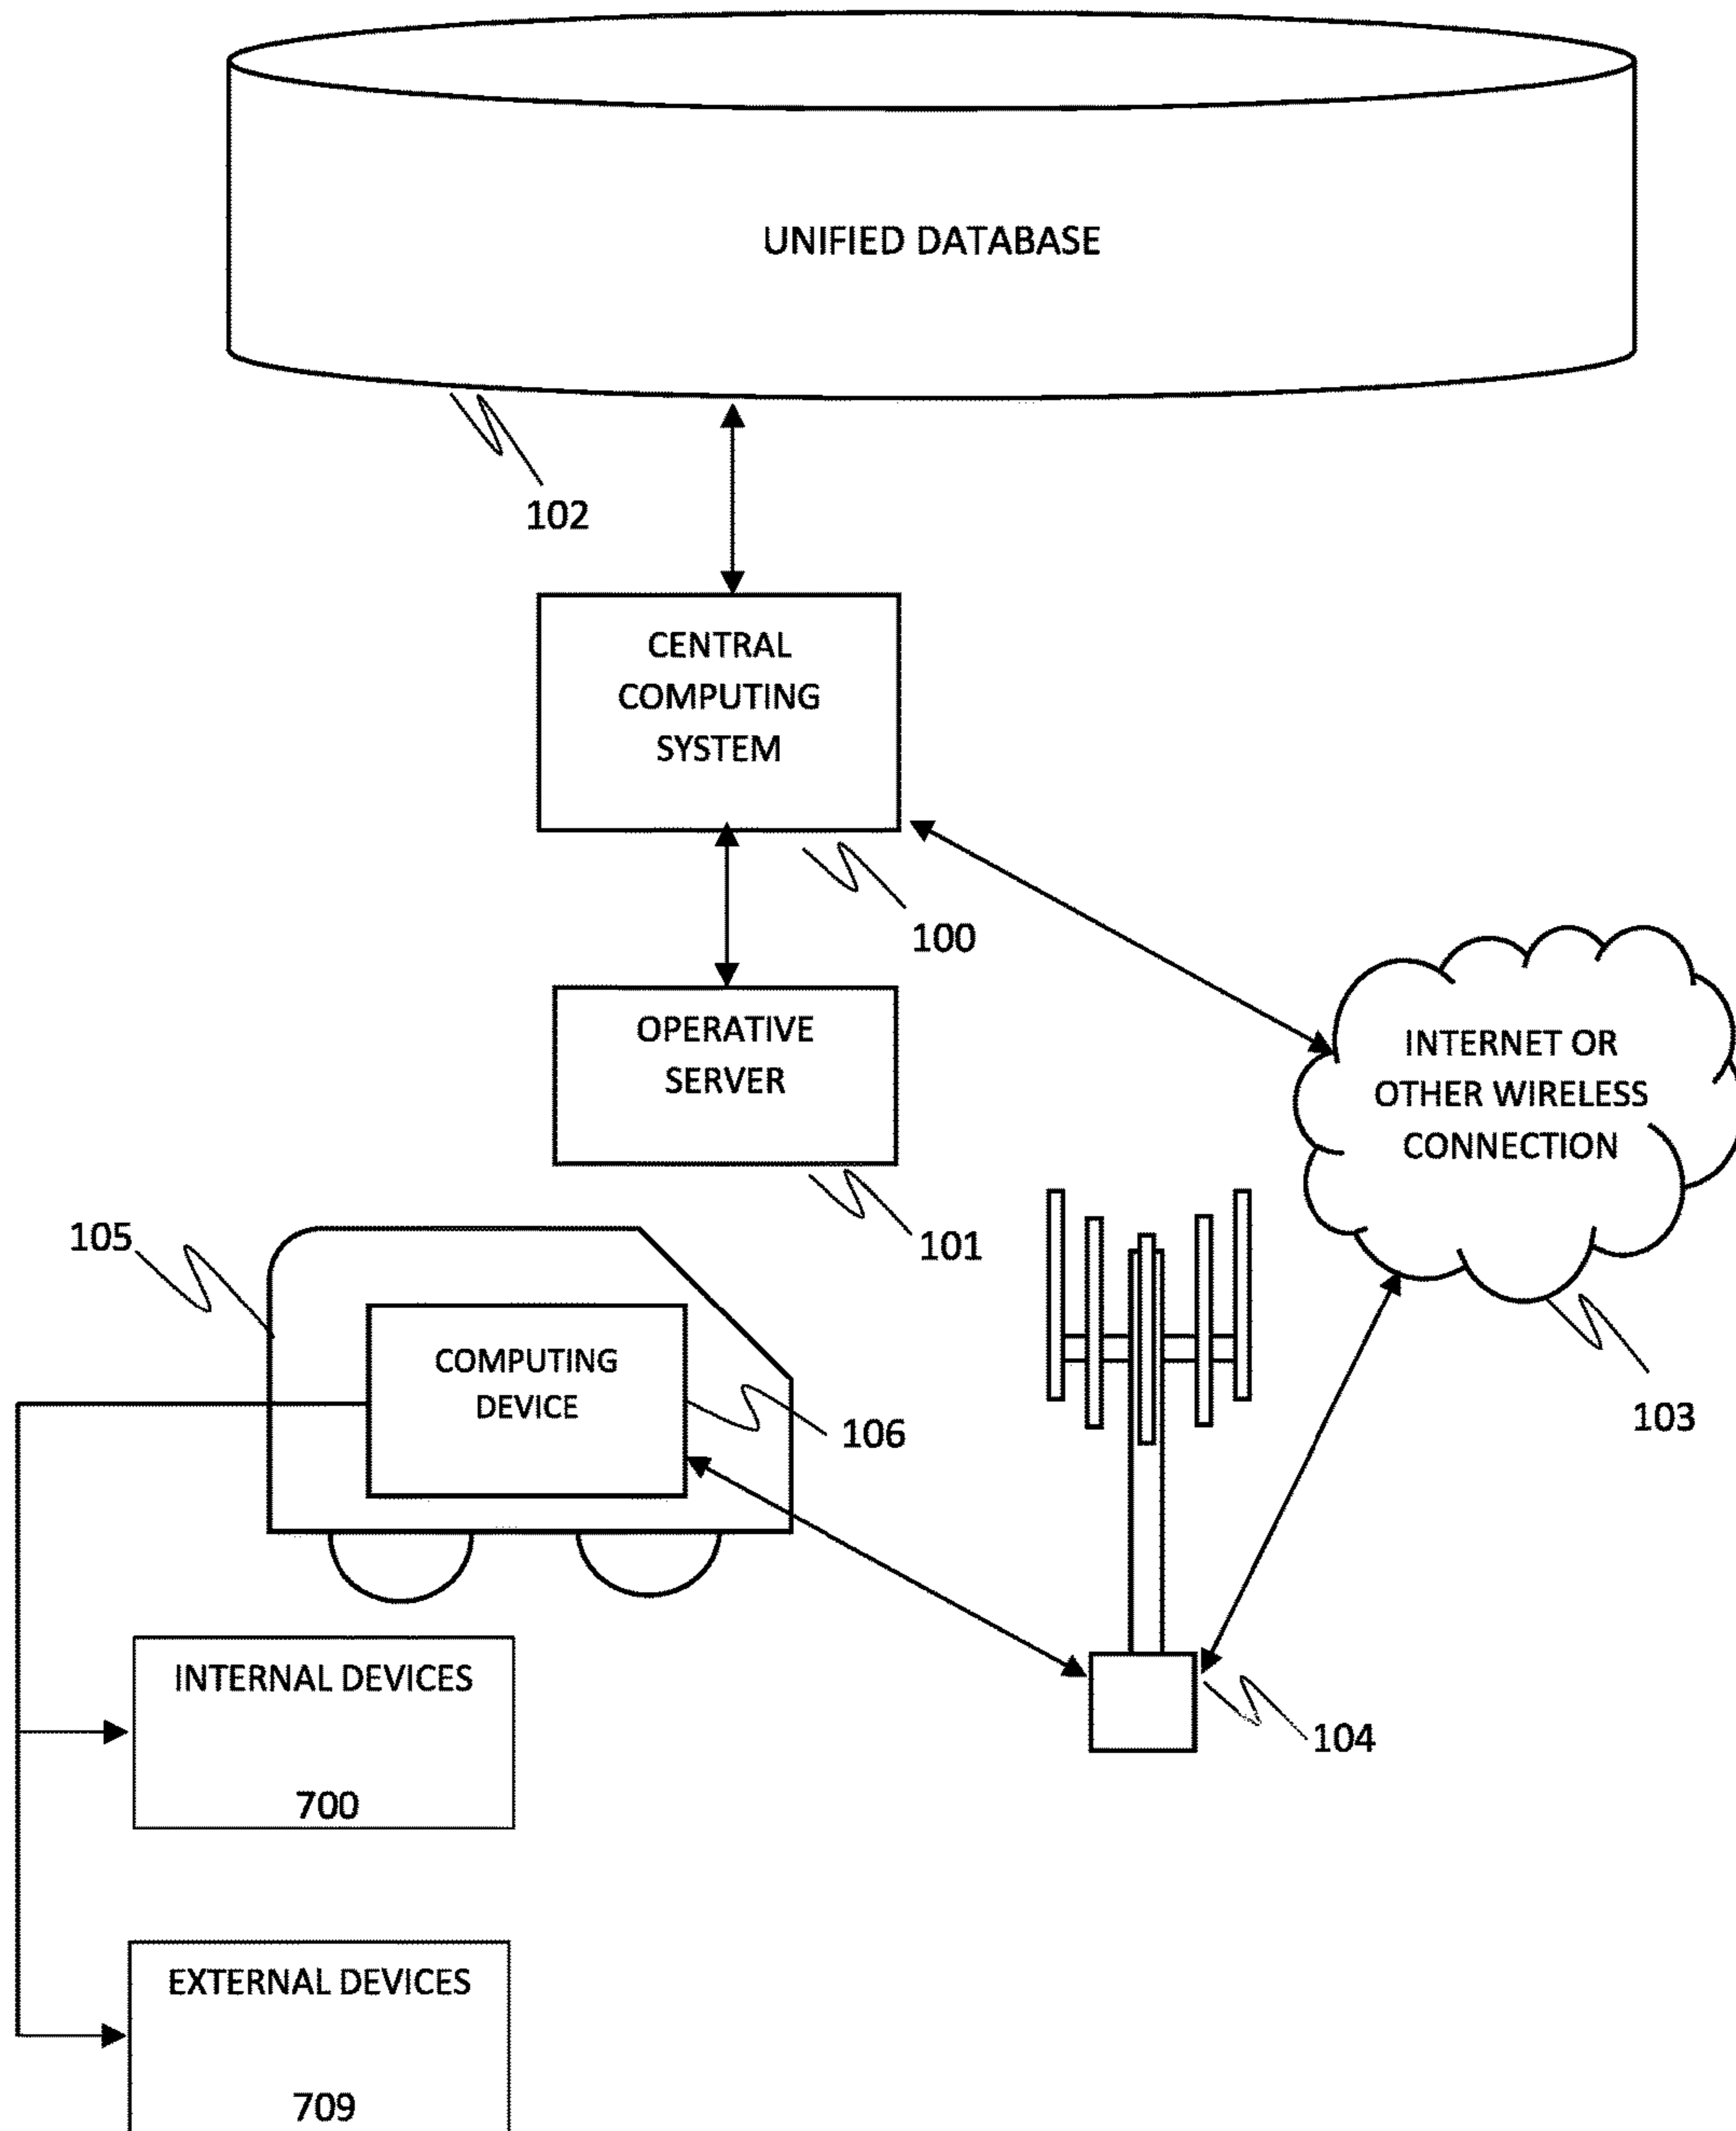 UNIFIED DATABASE
102
CENTRAL
COMPUTING
SYSTEM
100
OPERATIVE
SERVER
101
INTERNET OR
OTHER WIRELESS
CONNECTION
103
105
COMPUTING
DEVICE
106
104
INTERNAL DEVICES
700
EXTERNAL DEVICES
709